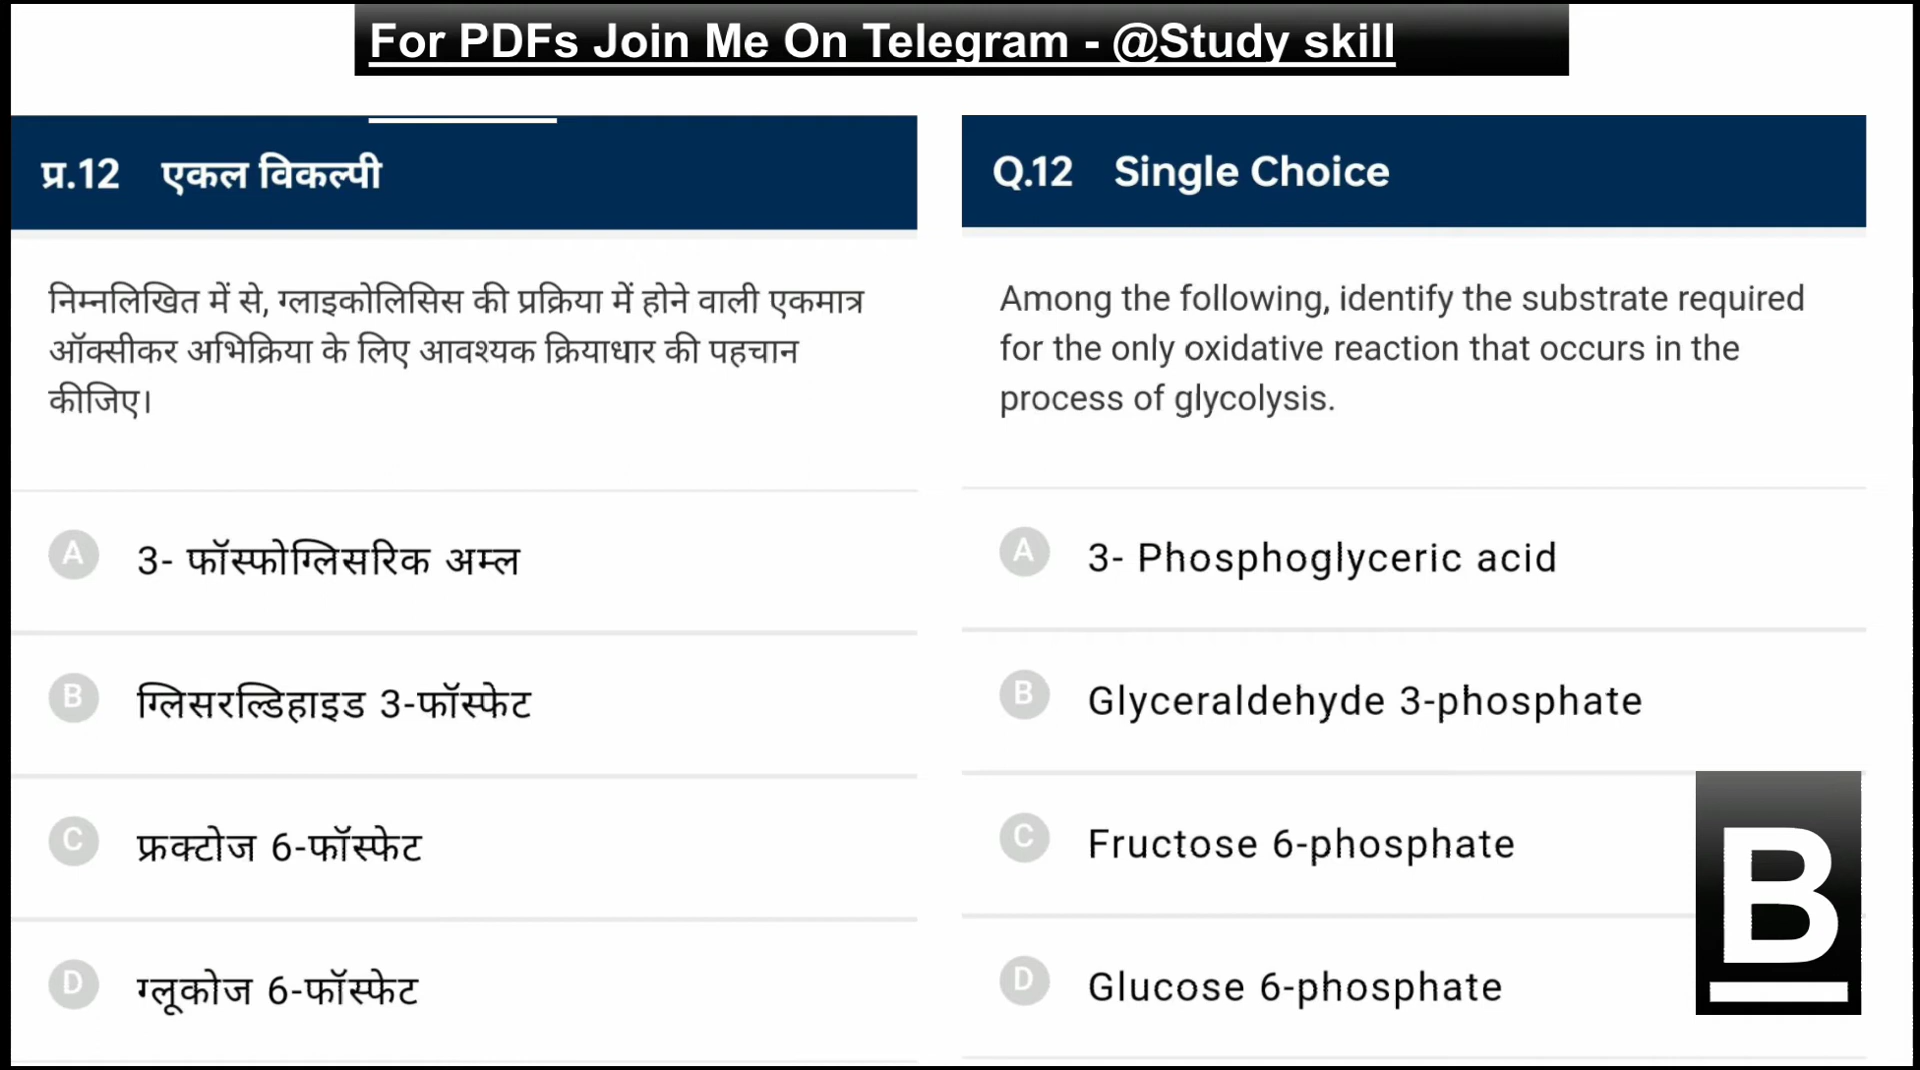 For PDFs Join Me On Telegram - @Study skill
प्र.12 एकल विकल्पी
निम्नलिखित में से, ग्लाइकोलिसिस की प्रक्रिया में होने वाली एकमात्र
ऑक्सीकर अभिक्रिया के लिए आवश्यक क्रियाधार की पहचान
कीजिए।
A 3- फॉस्फोग्लिसरिक अम्ल
B ग्लिसरल्डिहाइड 3-फॉस्फेट
C फ्रक्टोज 6-फॉस्फेट
D ग्लूकोज 6-फॉस्फेट
Q.12 Single Choice
Among the following, identify the substrate required
for the only oxidative reaction that occurs in the
process of glycolysis.
A 3- Phosphoglyceric acid
B Glyceraldehyde 3-phosphate
C Fructose 6-phosphate
D Glucose 6-phosphate
B